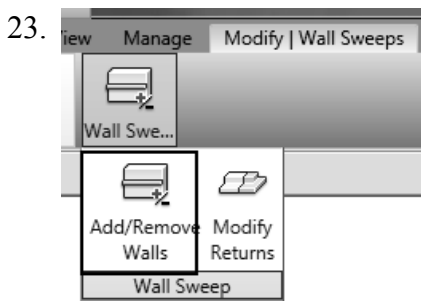 23.
iew Manage Modify | Wall Sweeps
Wall Swe...
Add/Remove Modify
Walls Returns
Wall Sweep